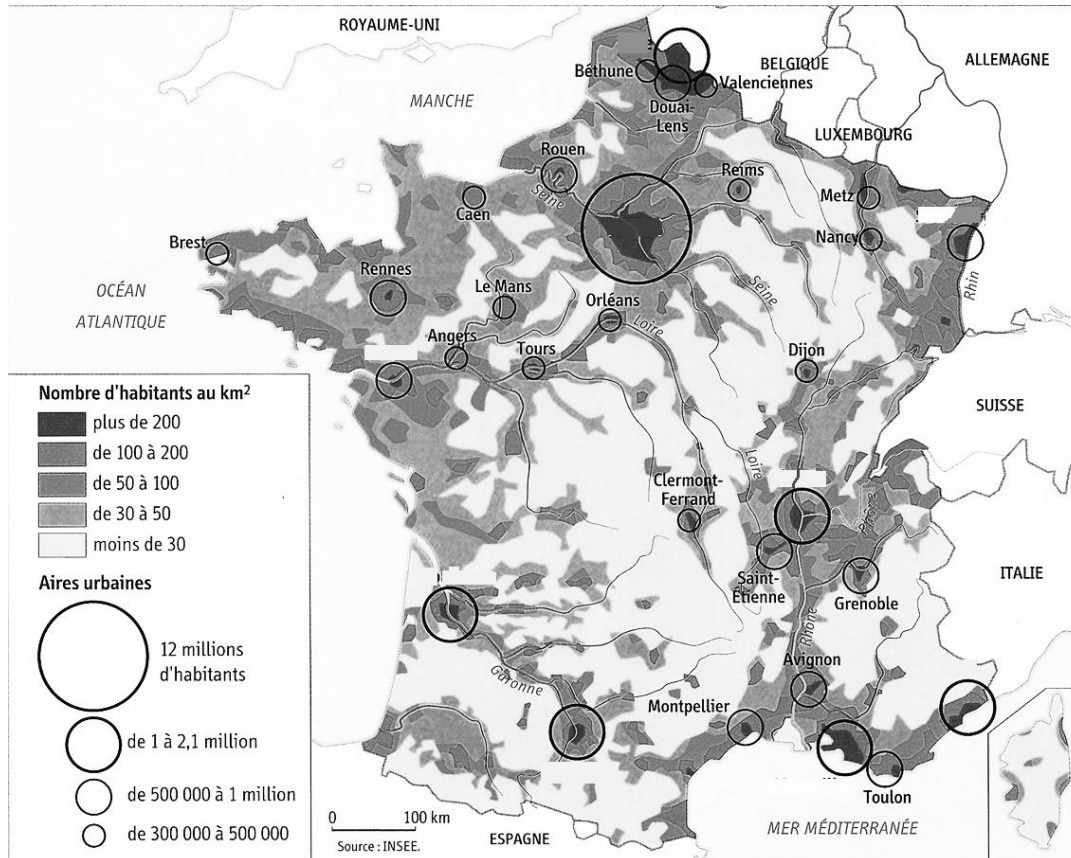 ROYAUME-UNI
ALLEMAGNE
BELGIQUE
Béthune
Valenciennes
MANCHE
Douai-
Lens
LUXEMBOURG
Rouen
Reims
Seine
Metz
Caen
Nancy
Brest
Rennes
Rhin
OCÉAN
ATLANTIQUE
Le Mans
Orléans
Seine
Loire
Angers
Tours
Dijon
SUISSE
Loire
Clermont-
Ferrand
Rhône
Saint-
Étienne
Grenoble
ITALIE
Rhône
Avignon
Garonne
Montpellier
Toulon
MER MÉDITERRANÉE
ESPAGNE
Nombre d'habitants au km²
plus de 200
de 100 à 200
de 50 à 100
de 30 à 50
moins de 30
Aires urbaines
12 millions
d'habitants
de 1 à 2,1 million
de 500 000 à 1 million
de 300 000 à 500 000
0 100 km
Source : INSEE.